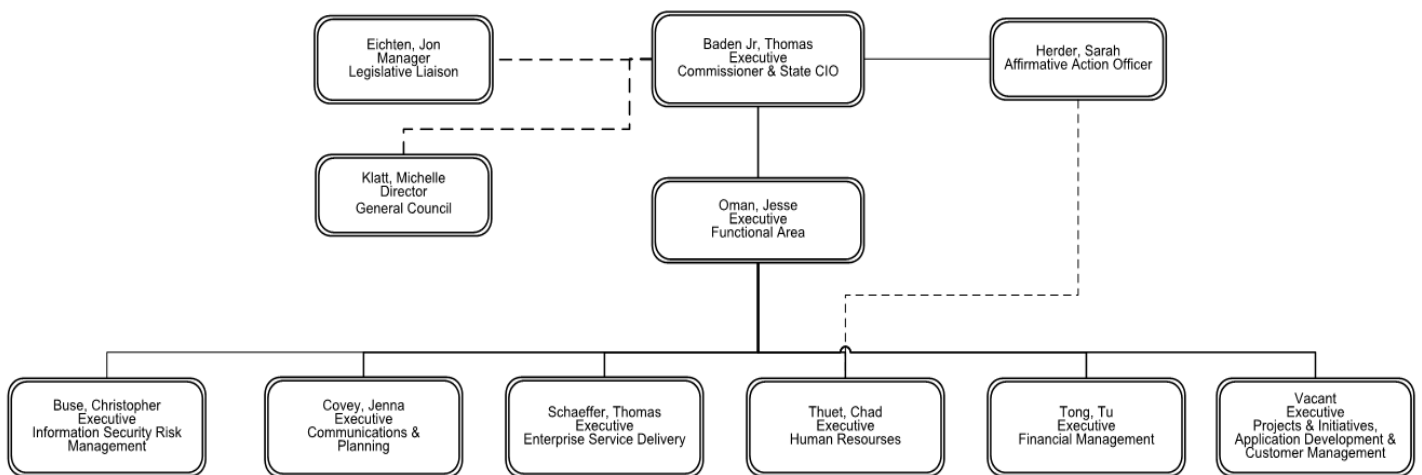 Eichten, Jon
Manager
Legislative Liaison
Baden Jr, Thomas
Executive
Commissioner & State CIO
Herder, Sarah
Affirmative Action Officer
Klatt, Michelle
Director
General Council
Oman, Jesse
Executive
Functional Area
Buse, Christopher
Executive
Information Security Risk
Management
Covey, Jenna
Executive
Communications &
Planning
Schaeffer, Thomas
Executive
Enterprise Service Delivery
Thuet, Chad
Executive
Human Resourses
Tong, Tu
Executive
Financial Management
Vacant
Executive
Projects & Initiatives,
Application Development &
Customer Management